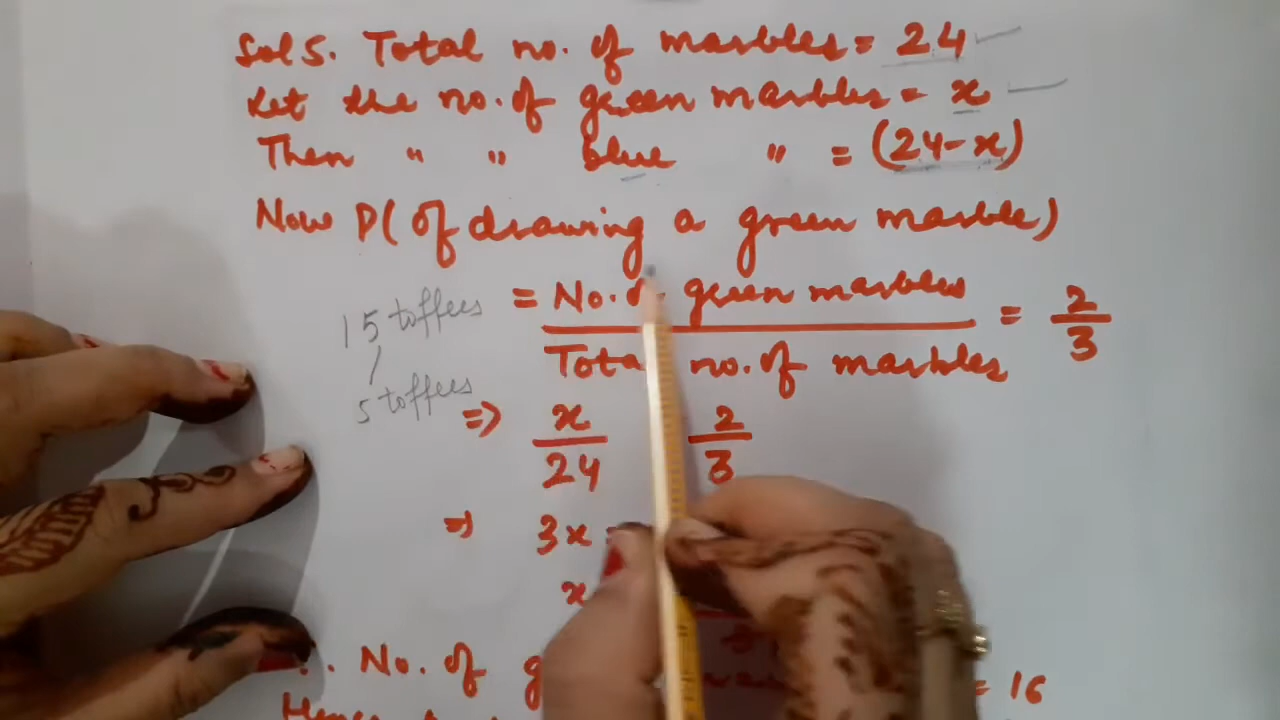 Sol 5. Total no. of marbles = 24
Let the no. of green marbles = x
Then " " blue " = (24-x)
Now P( of drawing a green marble)
= No. of green marbles / Total no. of marbles = 2/3
15 toffees
5 toffees
=> x/24 2/3
=> 3x
x
No. of = 16
Hence